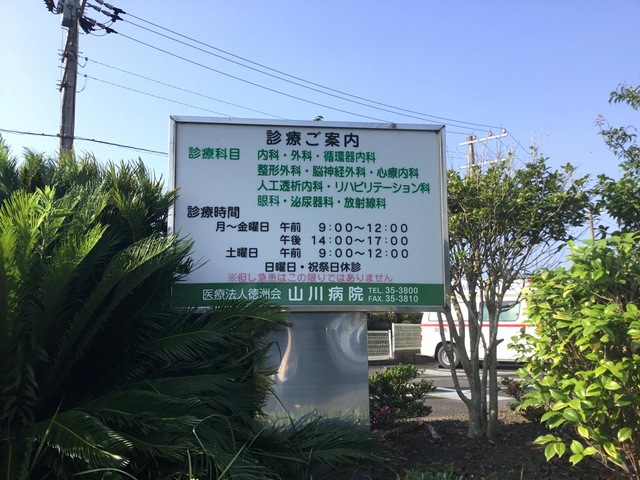 診療ご案内
診療科目 内科・外科・循環器内科
整形外科・脳神経外科・心療内科
人工透析内科・リハビリテーション科
眼科・泌尿器科・放射線科
診療時間
月〜金曜日 午前 9:00〜12:00
午後 14:00〜17:00
土曜日 午前 9:00〜12:00
日曜日・祝祭日休診
※但し急患はこの限りではありません
医療法人徳洲会 山川病院 TEL. 35-3800
FAX. 35-3810